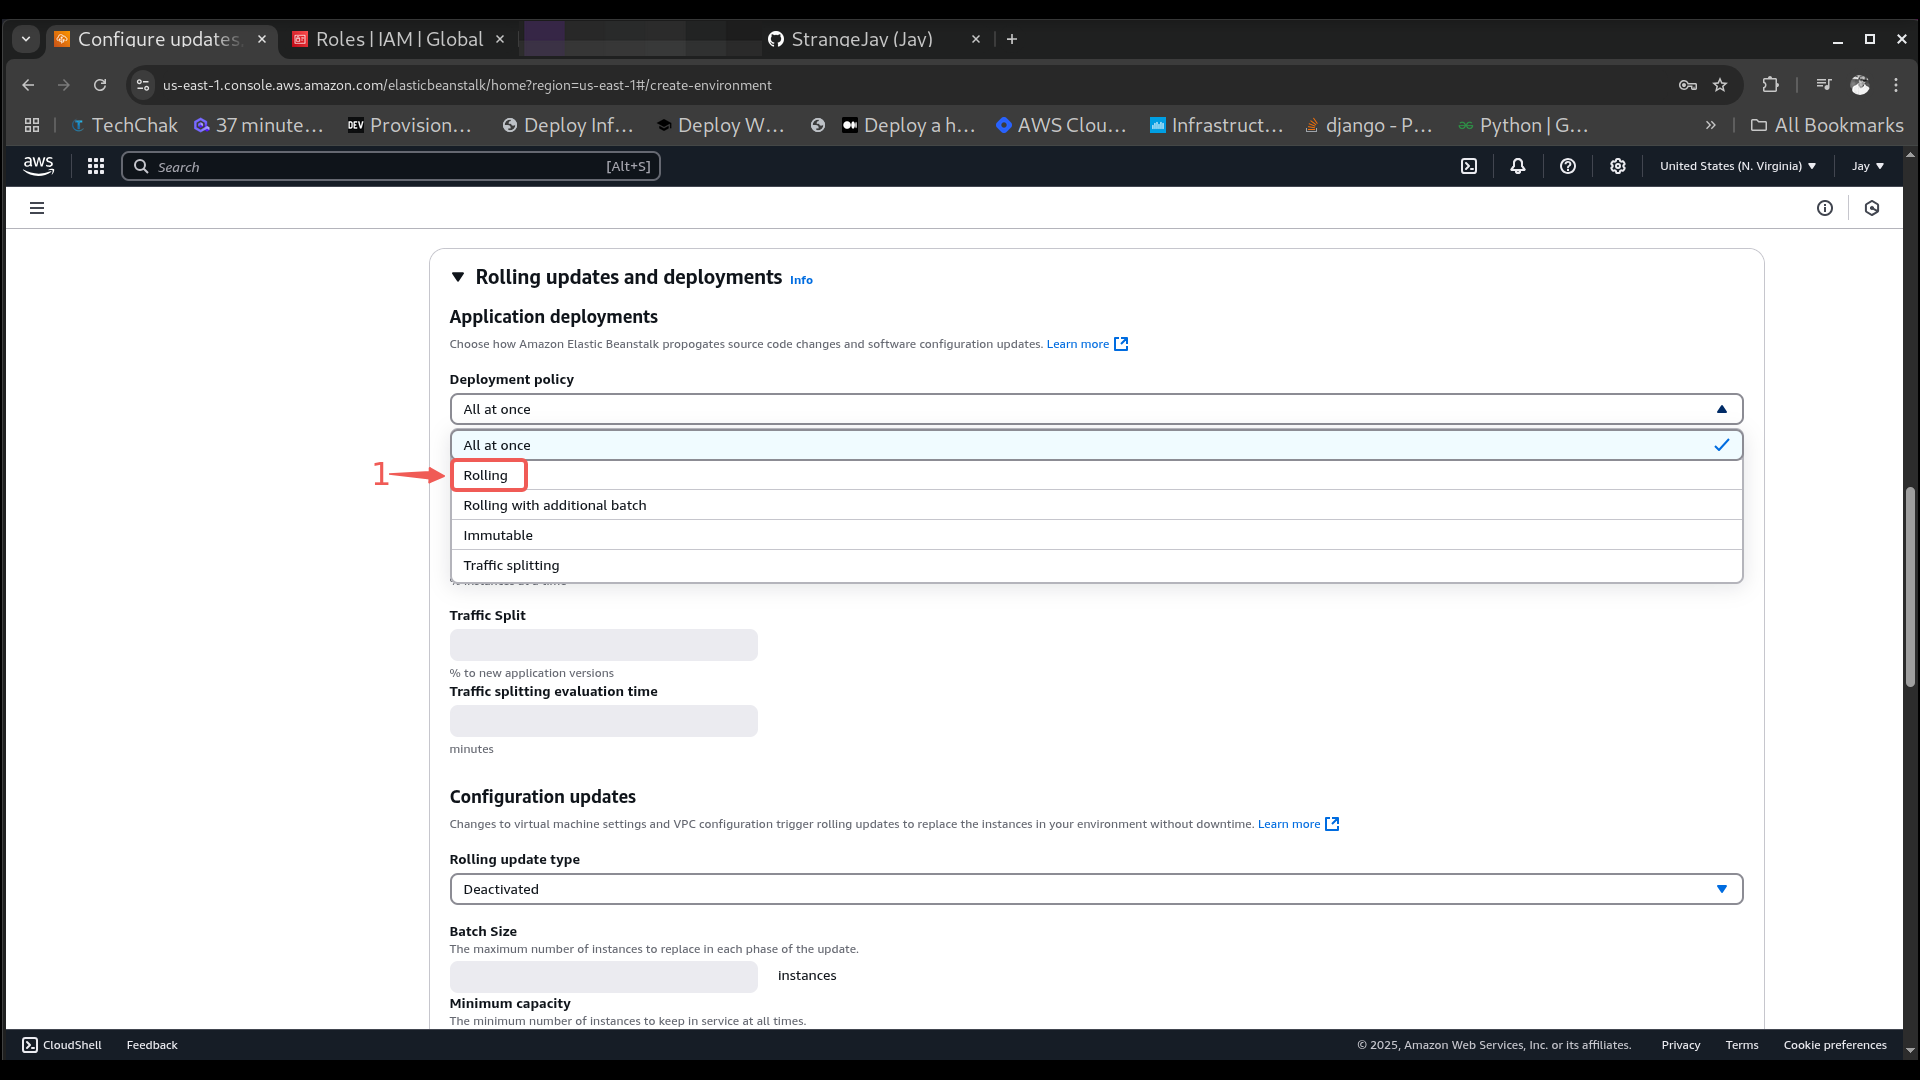 Configure updates,
Roles | IAM | Global
StrangeJay (Jay)
us-east-1.console.aws.amazon.com/elasticbeanstalk/home?region=us-east-1#/create-environment
TechChak
37 minute...
DEV Provision...
Deploy Inf...
Deploy W...
Deploy a h...
AWS Clou...
Infrastruct...
django - P...
Python | G...
»
All Bookmarks
aws
Search
[Alt+S]
United States (N. Virginia)
Jay
Rolling updates and deployments Info
Application deployments
Choose how Amazon Elastic Beanstalk propogates source code changes and software configuration updates. Learn more
Deployment policy
All at once
All at once
1
Rolling
Rolling with additional batch
Immutable
Traffic splitting
Traffic Split
% to new application versions
Traffic splitting evaluation time
minutes
Configuration updates
Changes to virtual machine settings and VPC configuration trigger rolling updates to replace the instances in your environment without downtime. Learn more
Rolling update type
Deactivated
Batch Size
The maximum number of instances to replace in each phase of the update.
instances
Minimum capacity
The minimum number of instances to keep in service at all times.
CloudShell
Feedback
© 2025, Amazon Web Services, Inc. or its affiliates.
Privacy
Terms
Cookie preferences